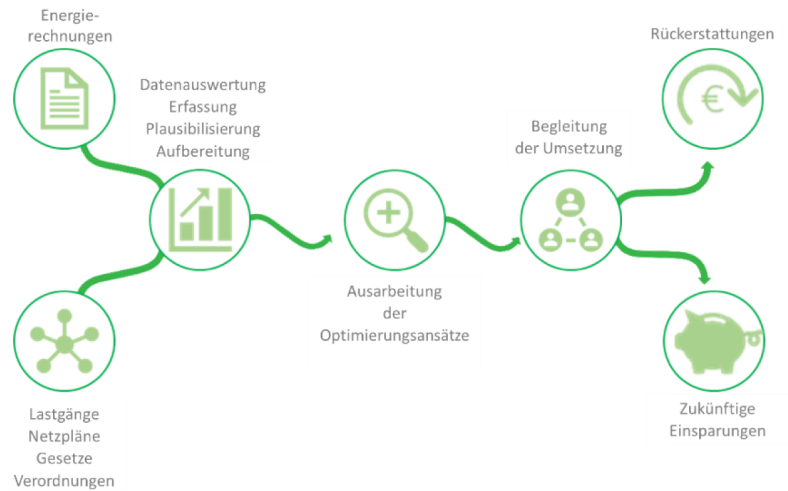 Energie-
rechnungen
Datenauswertung
Erfassung
Plausibilisierung
Aufbereitung
Lastgänge
Netzpläne
Gesetze
Verordnungen
Ausarbeitung
der
Optimierungsansätze
Begleitung
der Umsetzung
Rückerstattungen
€
Zukünftige
Einsparungen